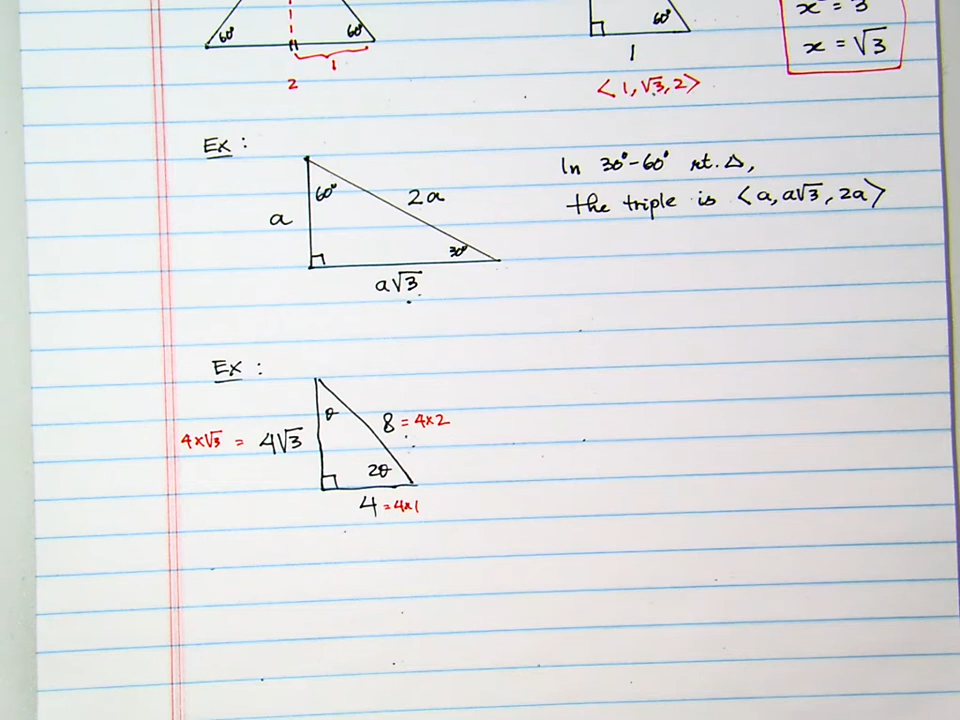 60° 60° 60° x² = 3
1 1 x = √3
2 ⟨1, √3, 2⟩
Ex :
60° 2a In 30°-60° rt. Δ,
a the triple is ⟨a, a√3, 2a⟩
30°
a√3
Ex :
θ 8 = 4×2
4×√3 = 4√3
2θ
4 = 4×1